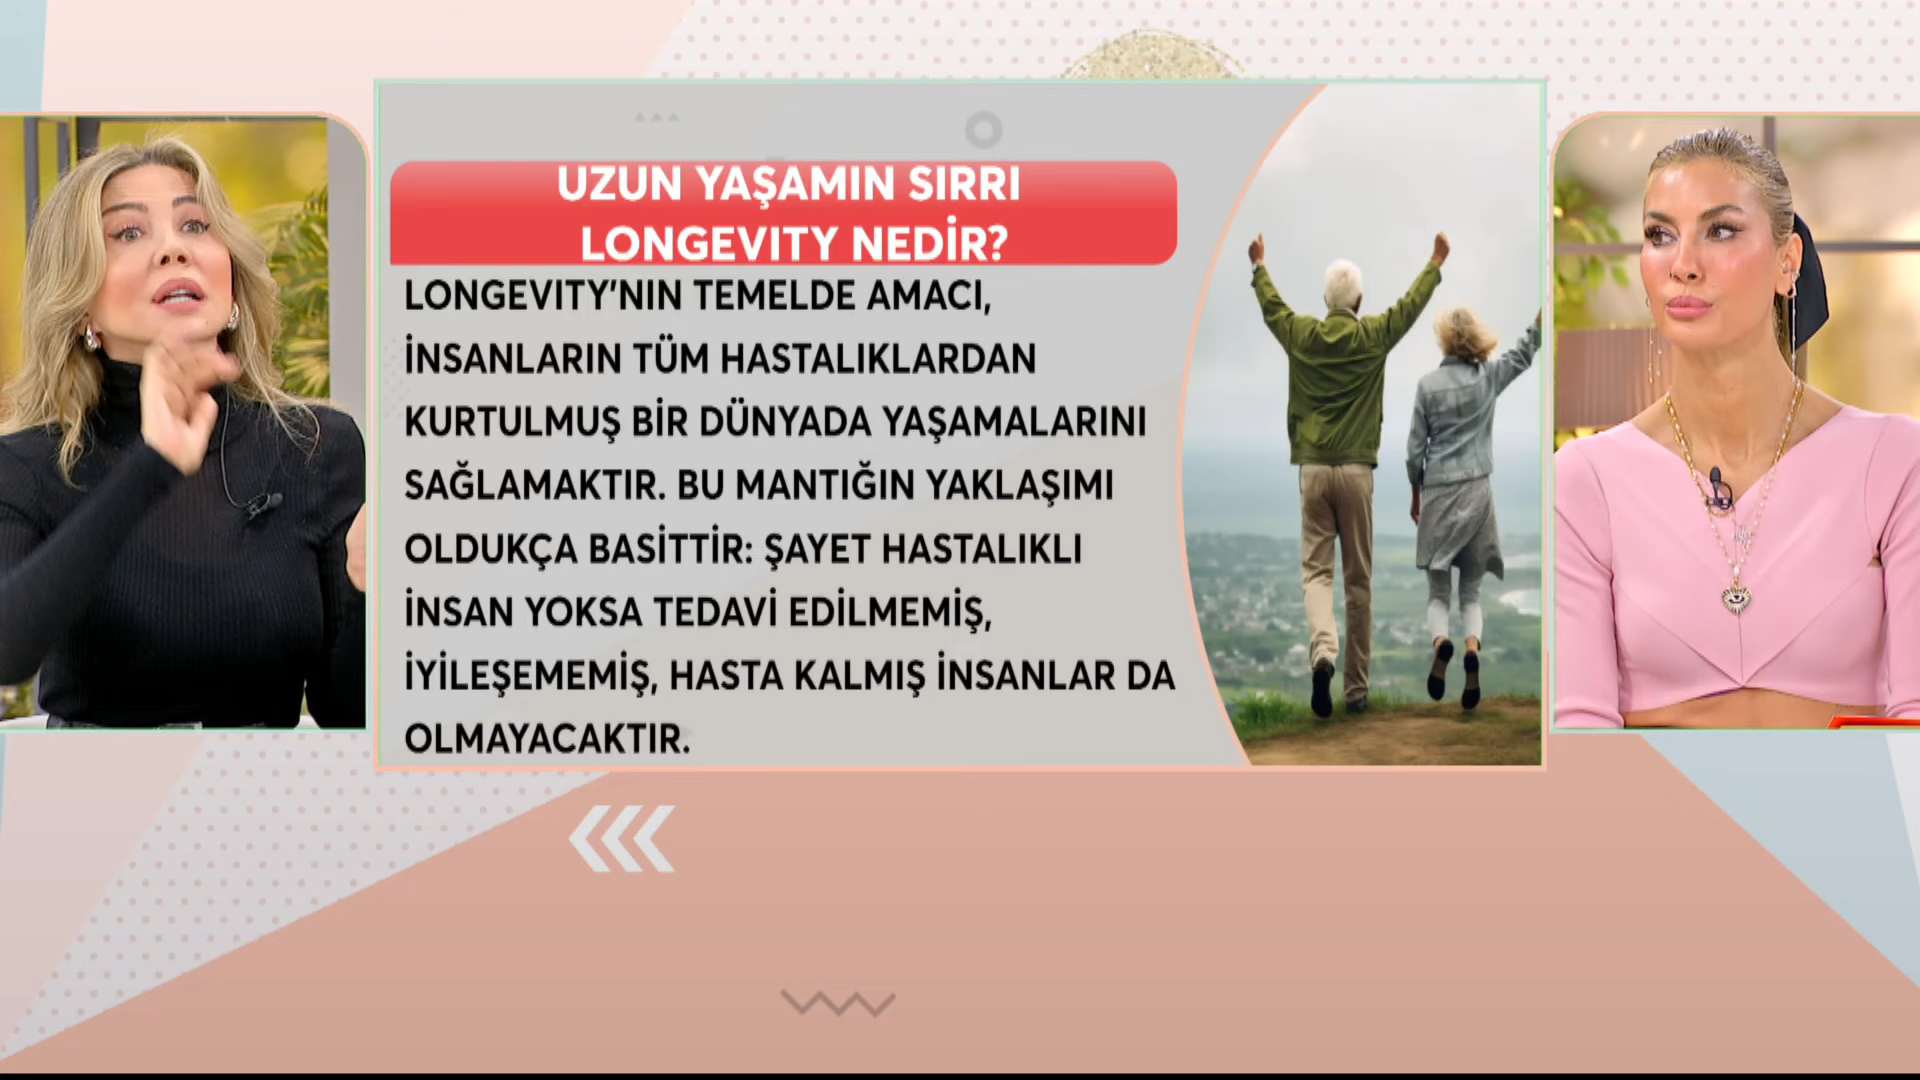 UZUN YAŞAMIN SIRRI
LONGEVITY NEDİR?
LONGEVITY'NIN TEMELDE AMACI,
İNSANLARIN TÜM HASTALIKLARDAN
KURTULMUŞ BİR DÜNYADA YAŞAMALARINI
SAĞLAMAKTIR. BU MANTIĞIN YAKLAŞIMI
OLDUKÇA BASİTTİR: ŞAYET HASTALIKLI
İNSAN YOKSA TEDAVİ EDİLMEMİŞ,
İYİLEŞEMEMİŞ, HASTA KALMIŞ İNSANLAR DA
OLMAYACAKTIR.